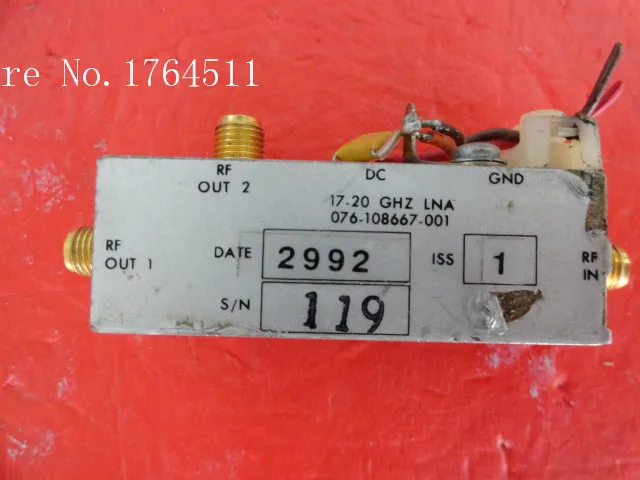 re No.1764511
RF
OUT 2
DC
GND
17-20 GHZ LNA
076-108667-001
RF
OUT 1
DATE
2992
ISS
1
RF
IN
S/N
119